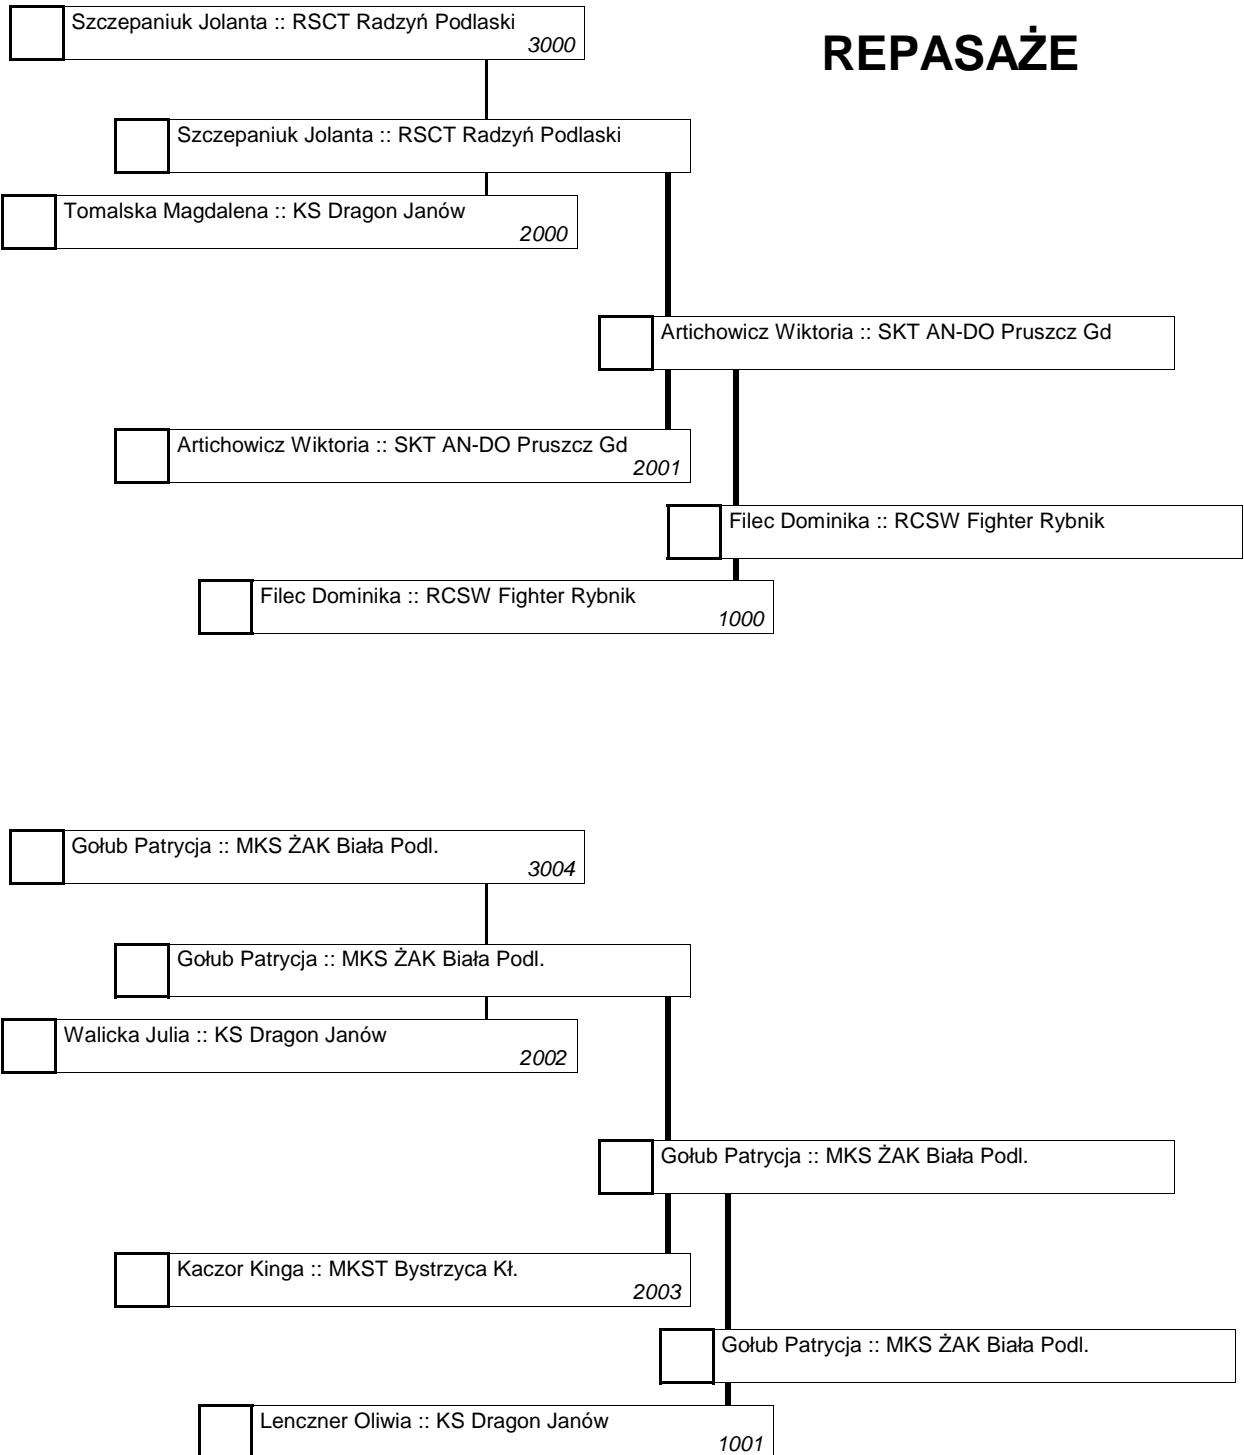 Szczepaniuk Jolanta :: RSCT Radzyń Podlaski
3000
REPASAŻE
Szczepaniuk Jolanta :: RSCT Radzyń Podlaski
Tomalska Magdalena :: KS Dragon Janów
2000
Artichowicz Wiktoria :: SKT AN-DO Pruszcz Gd
Artichowicz Wiktoria :: SKT AN-DO Pruszcz Gd
2001
Filec Dominika :: RCSW Fighter Rybnik
Filec Dominika :: RCSW Fighter Rybnik
1000
Gołub Patrycja :: MKS ŻAK Biała Podl.
3004
Gołub Patrycja :: MKS ŻAK Biała Podl.
Walicka Julia :: KS Dragon Janów
2002
Gołub Patrycja :: MKS ŻAK Biała Podl.
Kaczor Kinga :: MKST Bystrzyca Kł.
2003
Gołub Patrycja :: MKS ŻAK Biała Podl.
Lenczner Oliwia :: KS Dragon Janów
1001